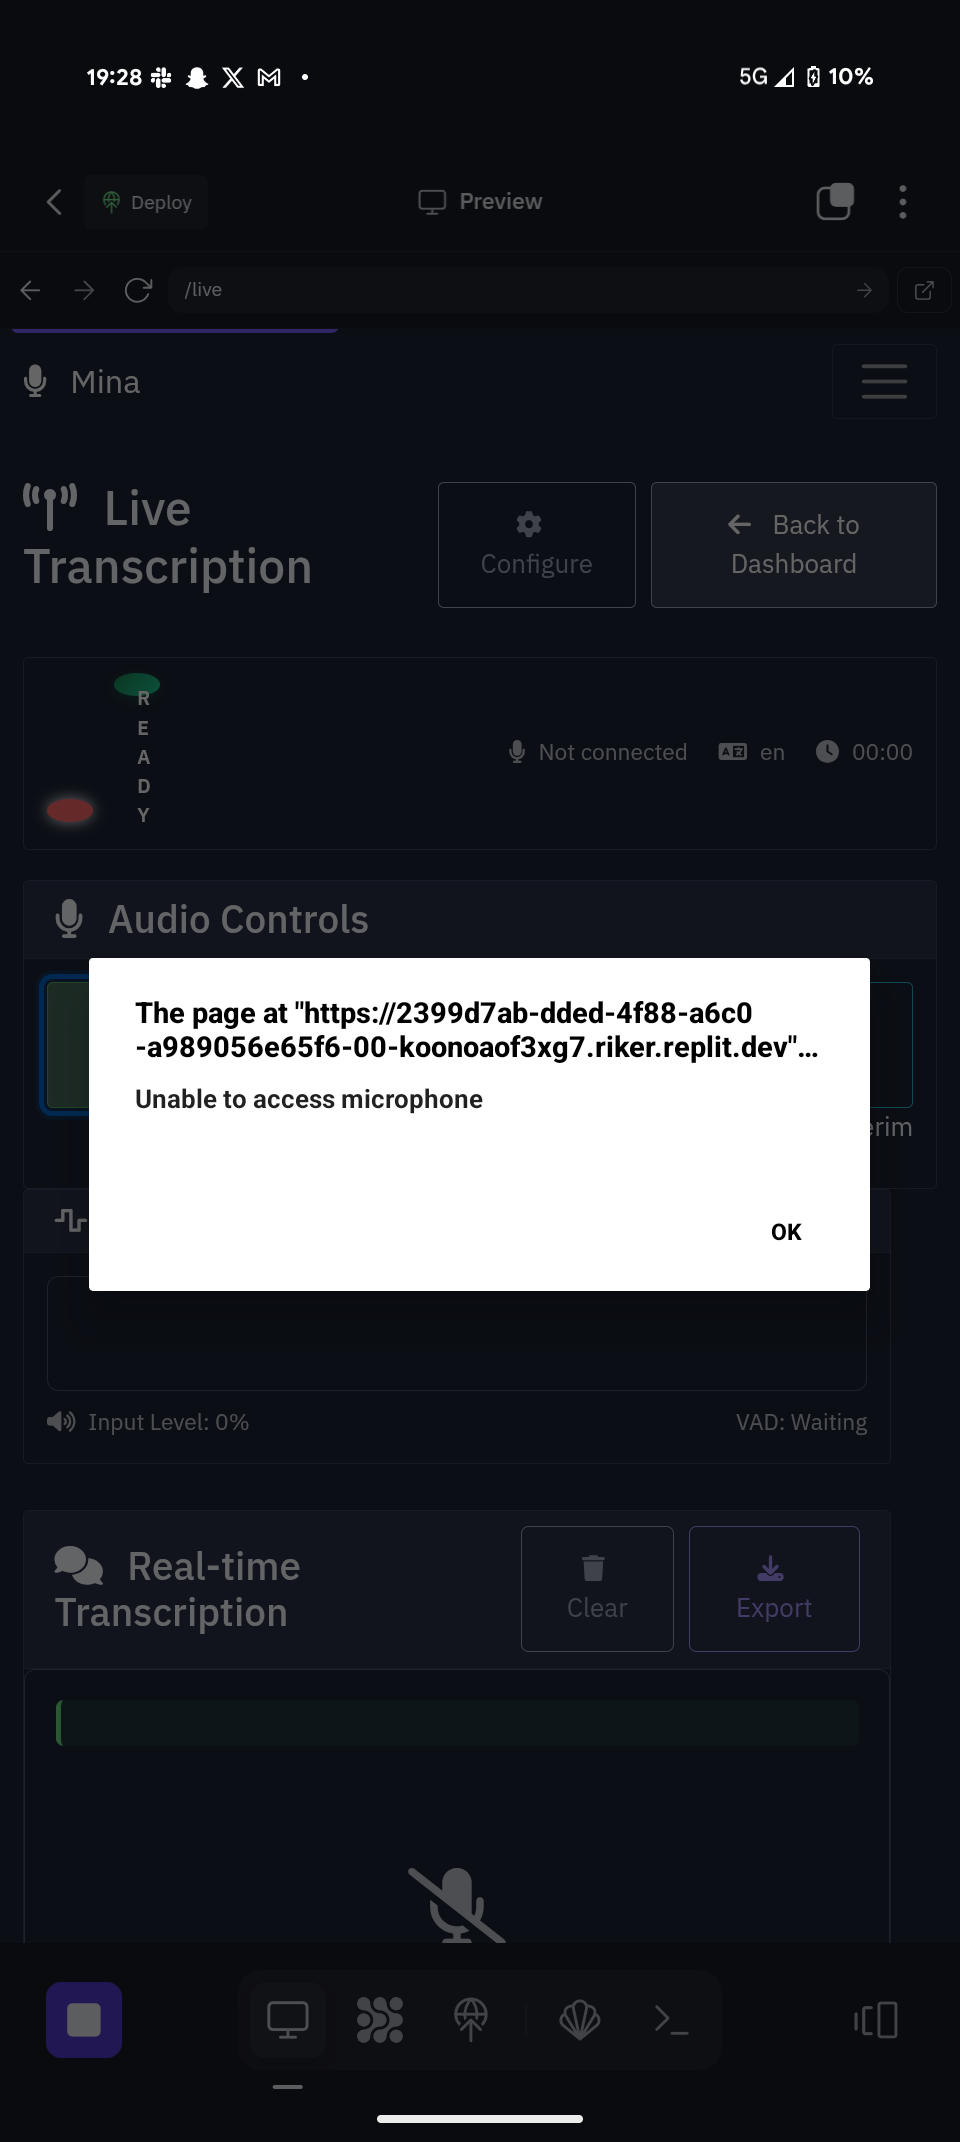 19:28
5G 10%
Deploy
Preview
/live
Mina
Live
Transcription
Configure
Back to
Dashboard
R
E
A
D
Y
Not connected
en
00:00
Audio Controls
The page at "https://2399d7ab-dded-4f88-a6c0
-a989056e65f6-00-koonoaof3xg7.riker.replit.dev"...
Unable to access microphone
erim
OK
Input Level: 0%
VAD: Waiting
Real-time
Transcription
Clear
Export